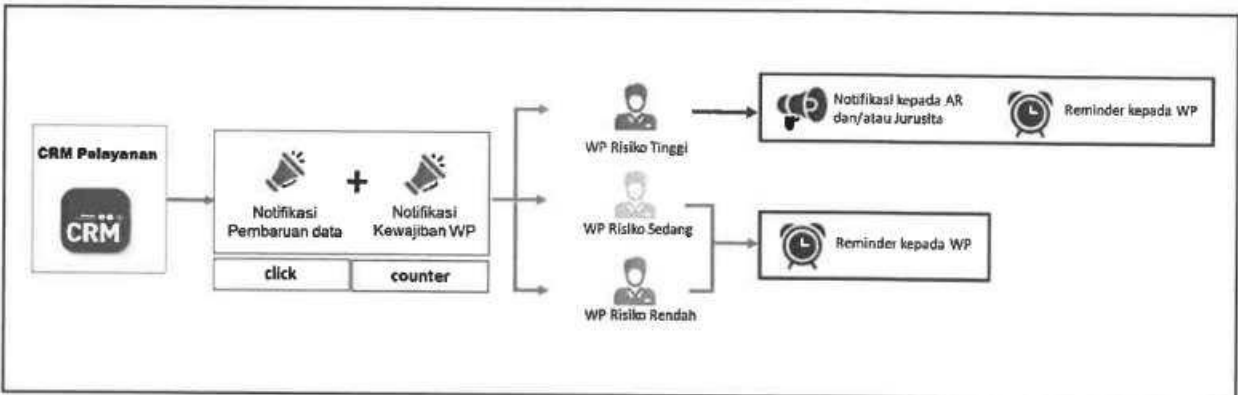 CRM Pelayanan
CRM
Notifikasi
Pembaruan data
+
Notifikasi
Kewajiban WP
click
counter
WP Risiko Tinggi
WP Risiko Sedang
WP Risiko Rendah
Notifikasi kepada AR
dan/atau Jurusita
Reminder kepada WP
Reminder kepada WP